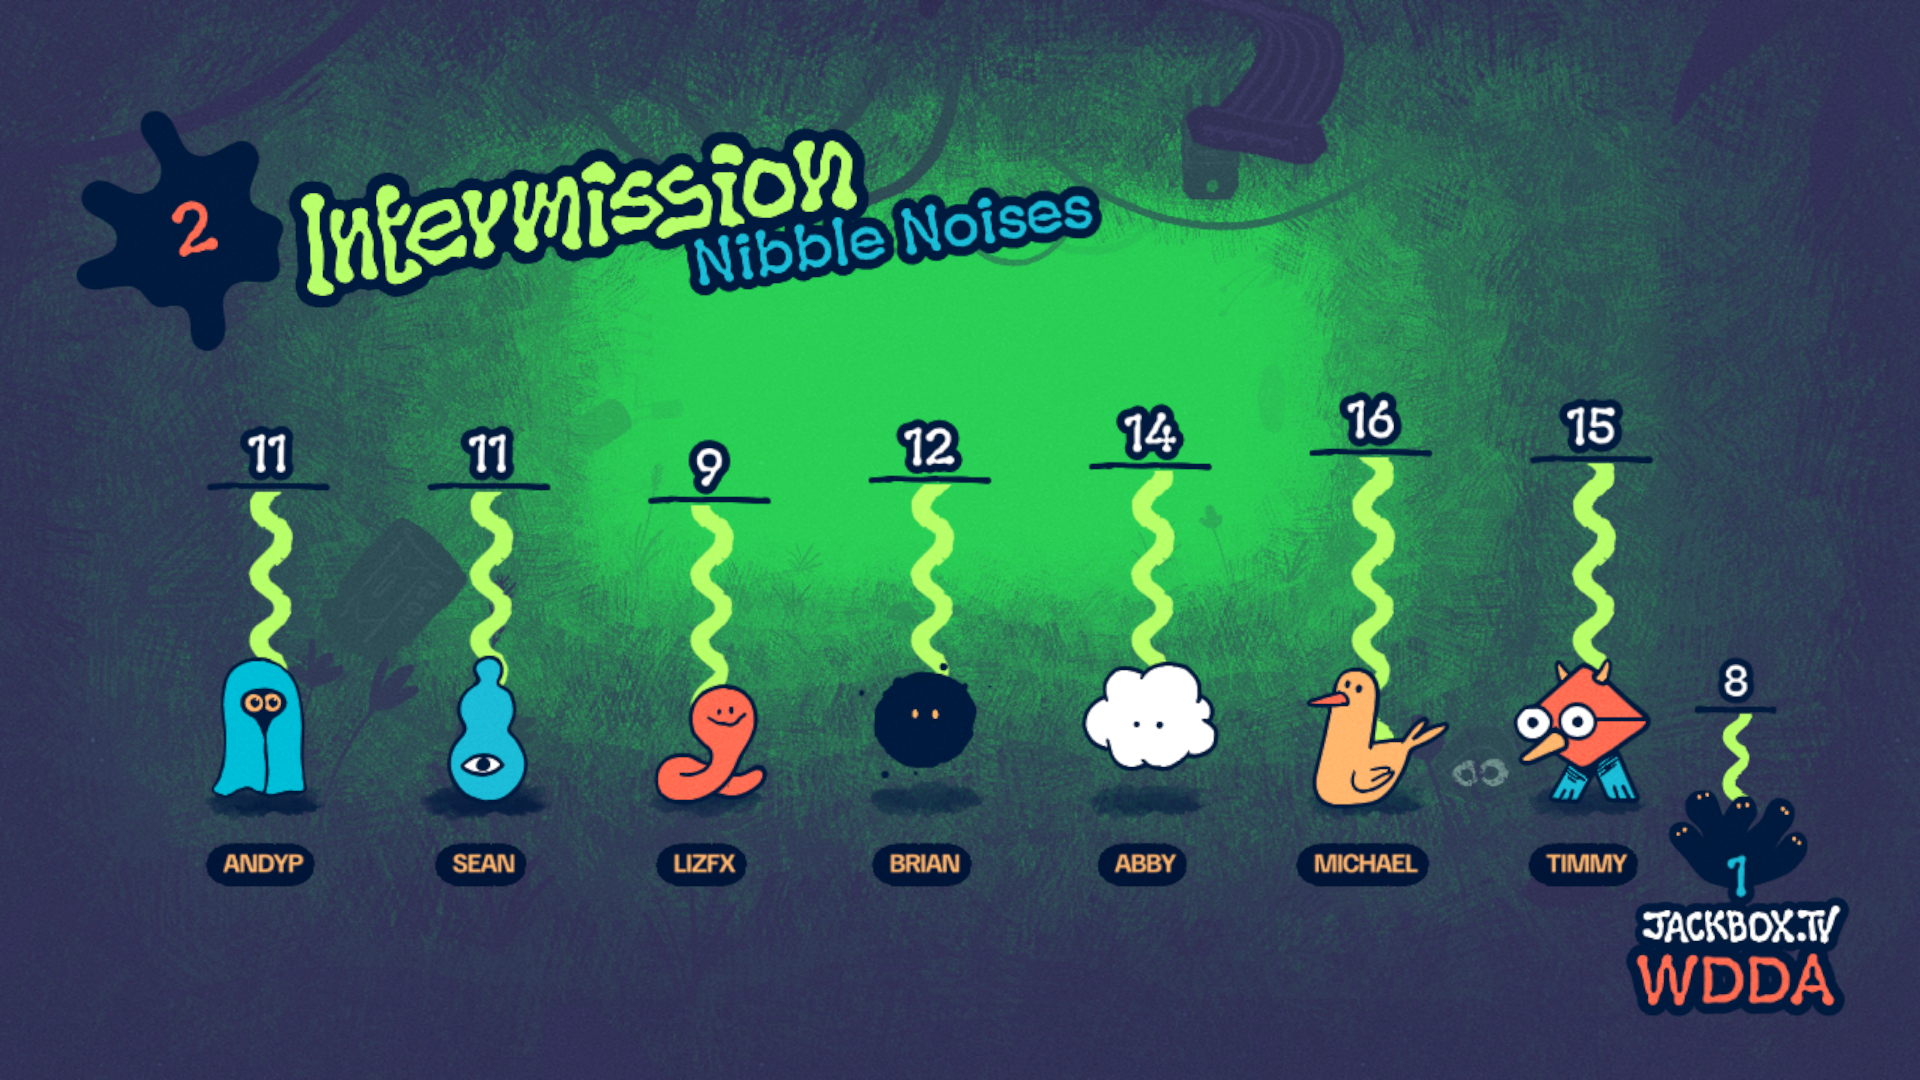 2
Intermission
Nibble Noises
11
11
9
12
14
16
15
8
ANDYP
SEAN
LIZFX
BRIAN
ABBY
MICHAEL
TIMMY
1
JACKBOX.TV
WDDA